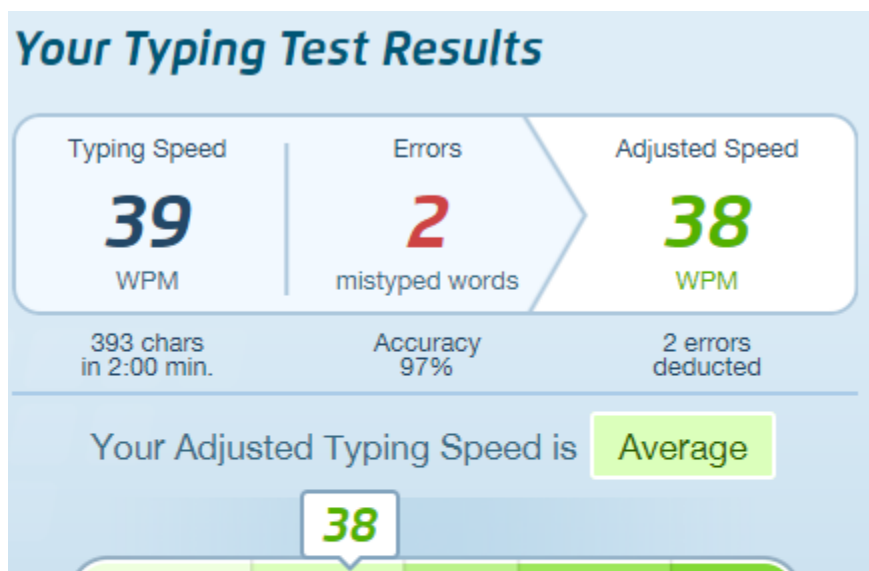 Your Typing Test Results
Typing Speed Errors Adjusted Speed
39 2 38
WPM mistyped words WPM
393 chars Accuracy 2 errors
in 2:00 min. 97% deducted
Your Adjusted Typing Speed is Average
38